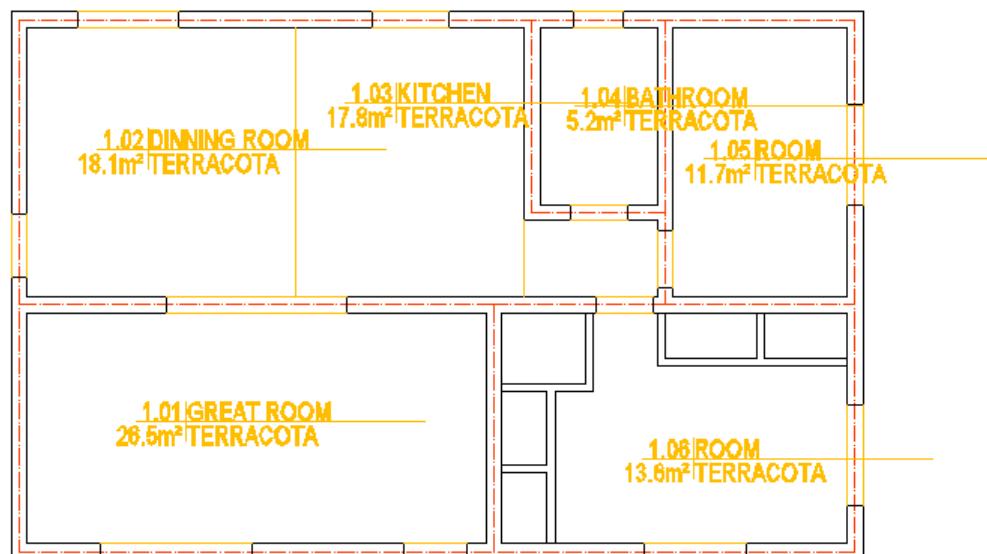 1.03 KITCHEN
17.8m² TERRACOTA
1.04 BATHROOM
5.2m² TERRACOTA
1.02 DINNING ROOM
18.1m² TERRACOTA
1.05 ROOM
11.7m² TERRACOTA
1.01 GREAT ROOM
26.5m² TERRACOTA
1.06 ROOM
13.6m² TERRACOTA